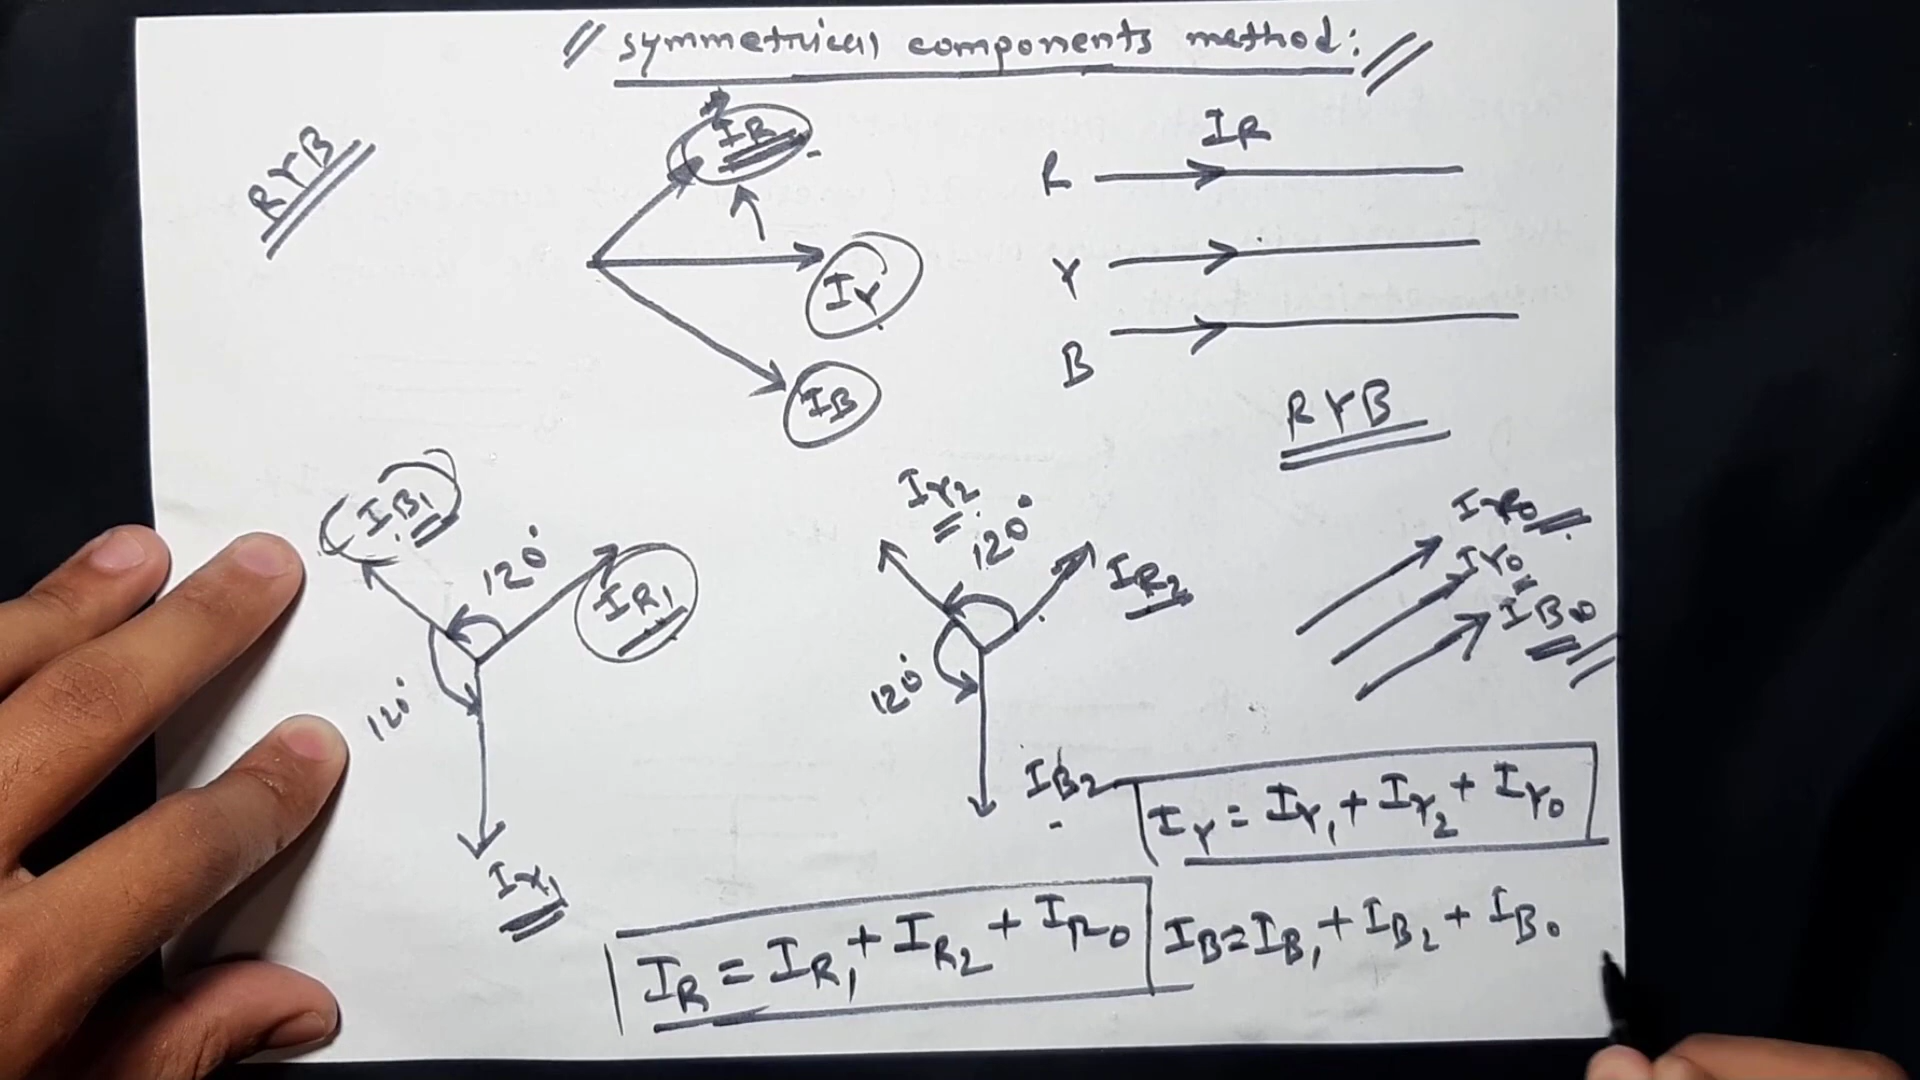 // symmetrical components method: //
RYB
IR
IY
IB
IR
R
Y
B
RYB
IB1
120°
IR1
120°
IY1
IY2
120°
IR2
120°
IB2
IR0
IY0
IB0
IY = IY1 + IY2 + IY0
IR = IR1 + IR2 + IR0
IB = IB1 + IB2 + IB0